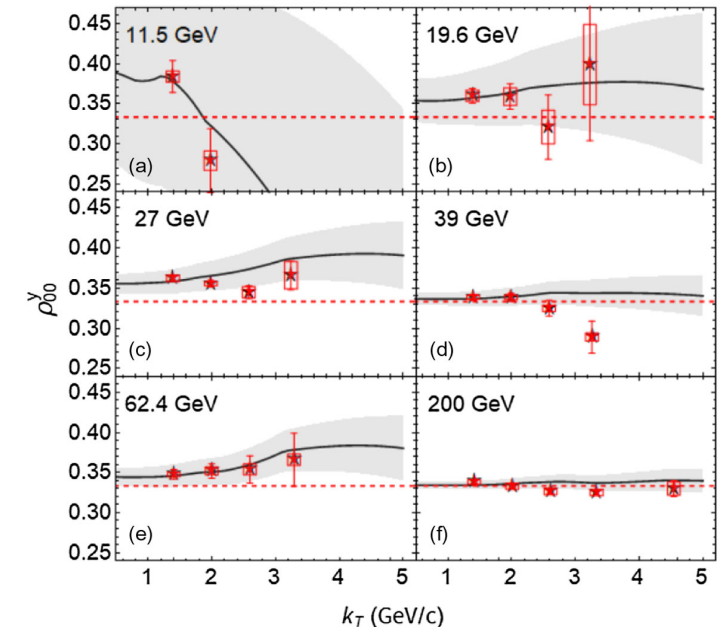 0.45
0.40
0.35
0.30
0.25
11.5 GeV
(a)
19.6 GeV
(b)
0.45
0.40
0.35
0.30
0.25
27 GeV
(c)
39 GeV
(d)
0.45
0.40
0.35
0.30
0.25
62.4 GeV
(e)
200 GeV
(f)
ρ₀₀ʸ
1 2 3 4 5 1 2 3 4 5
k_T (GeV/c)